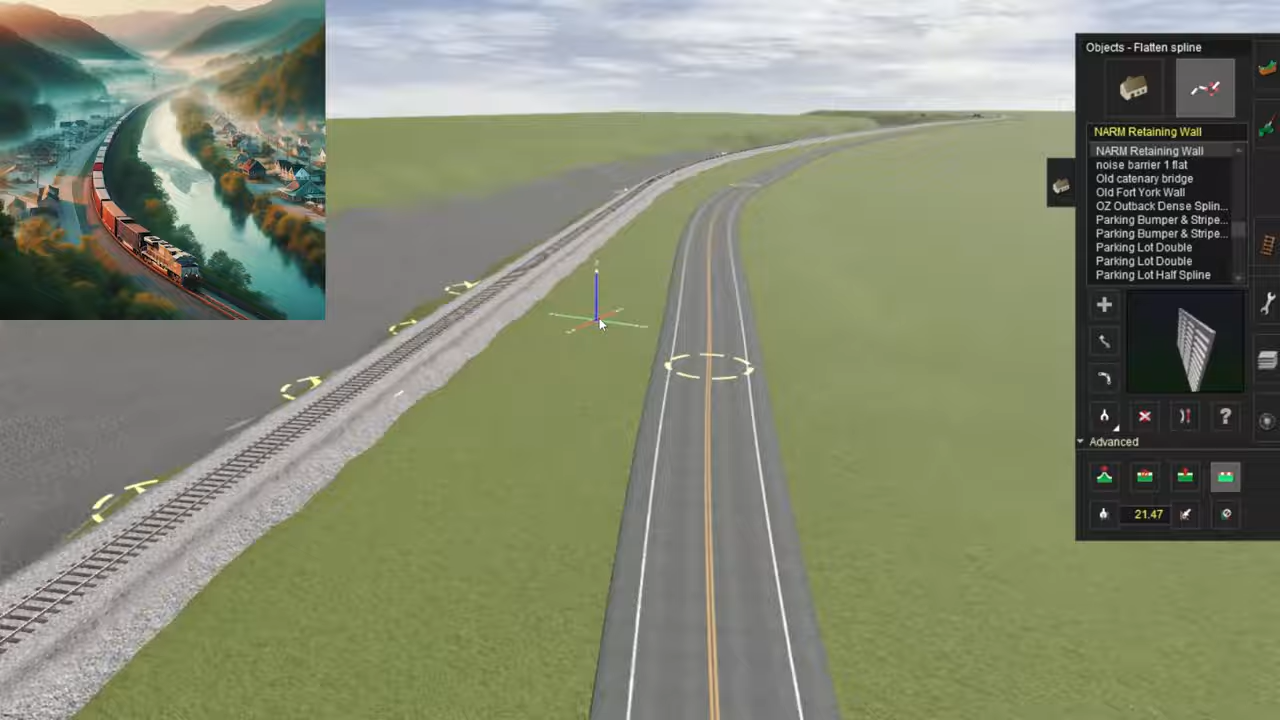 Objects - Flatten spline
NARM Retaining Wall
NARM Retaining Wall
noise barrier 1 flat
Old catenary bridge
Old Fort York Wall
OZ Outback Dense Splin...
Parking Bumper & Stripe...
Parking Bumper & Stripe...
Parking Lot Double
Parking Lot Double
Parking Lot Half Spline
Advanced
21.47